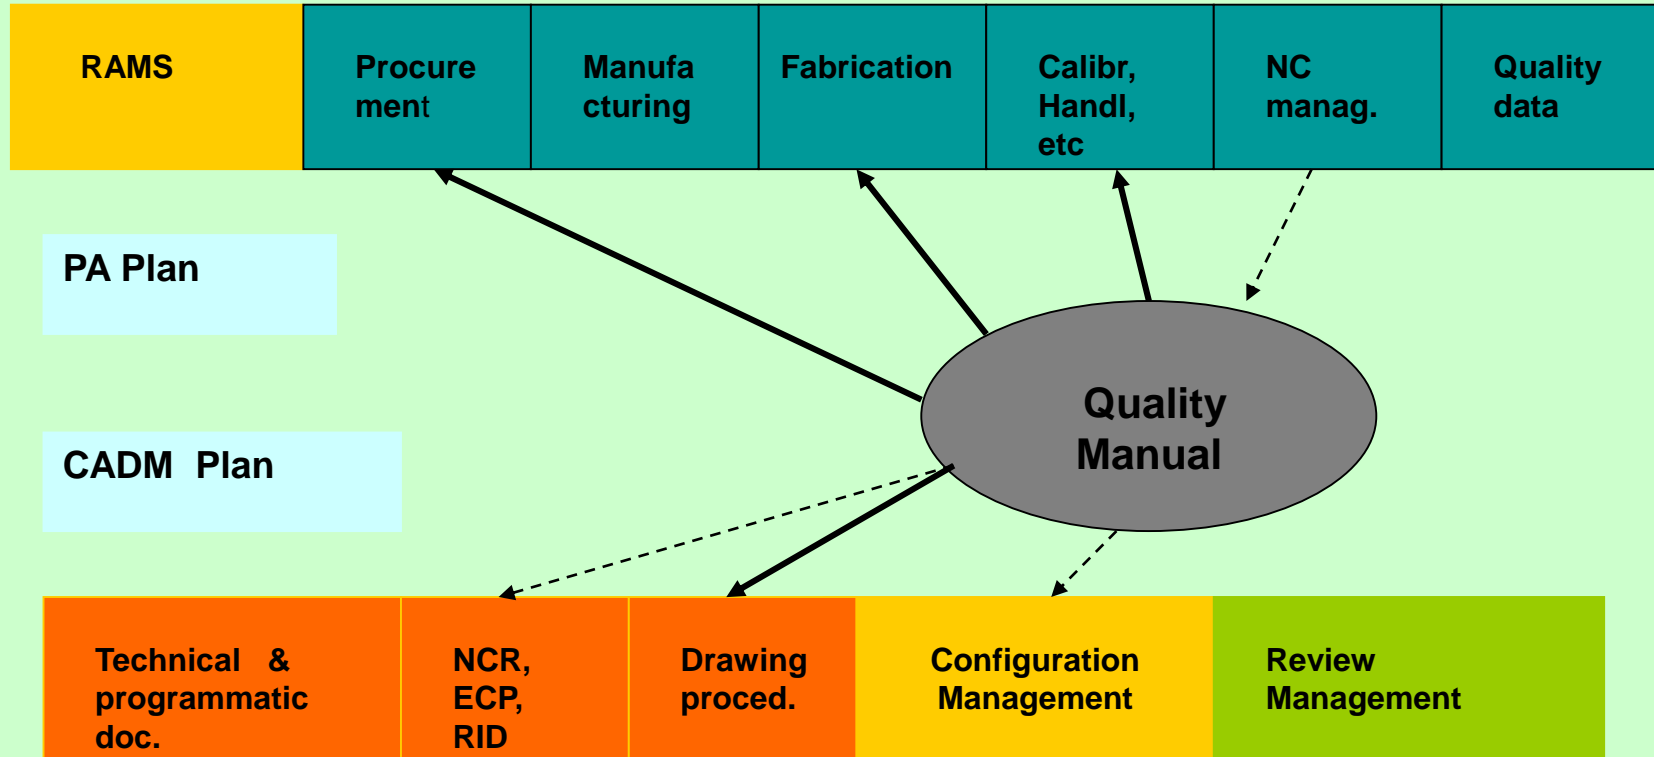 RAMS
Procure
ment
Manufa
cturing
Fabrication
Calibr,
Handl,
etc
NC
manag.
Quality
data
PA Plan
Quality
Manual
CADM Plan
Technical &
programmatic
doc.
NCR,
ECP,
RID
Drawing
proced.
Configuration
Management
Review
Management